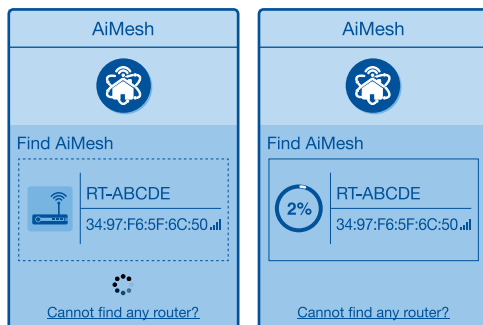 AiMesh
Find AiMesh
RT-ABCDE
34:97:F6:5F:6C:50
Cannot find any router?
AiMesh
Find AiMesh
2%
RT-ABCDE
34:97:F6:5F:6C:50
Cannot find any router?